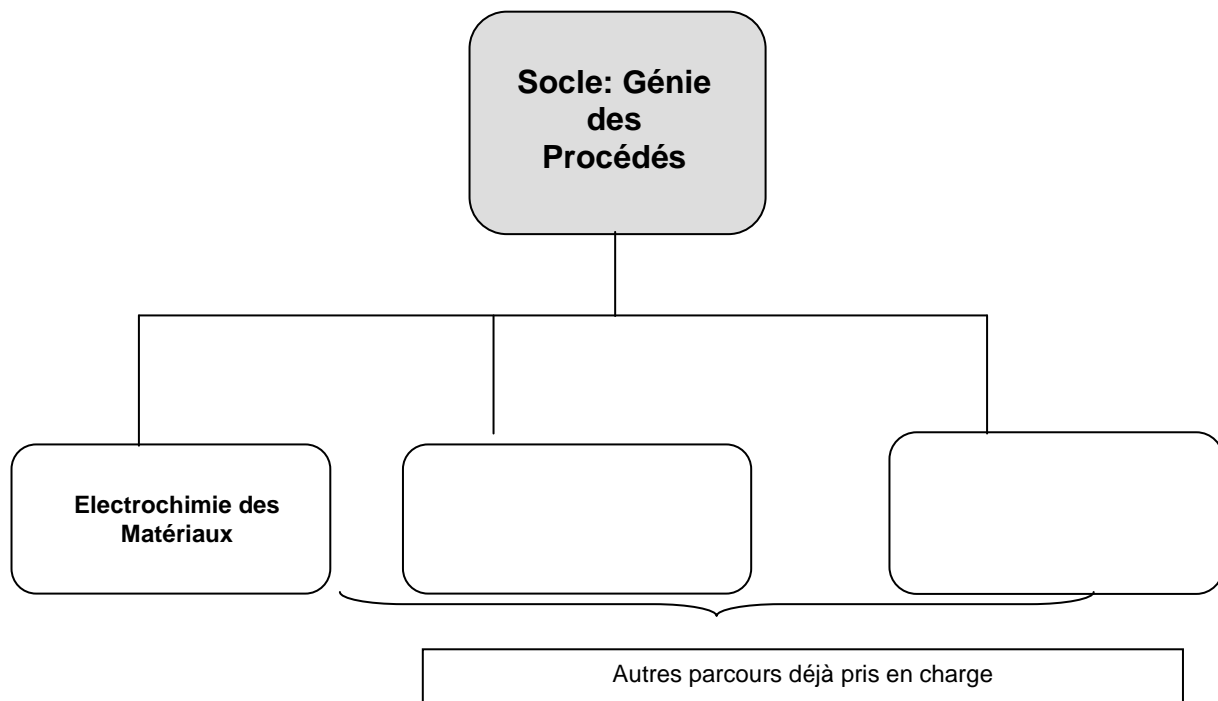 Socle: Génie
des
Procédés
Electrochimie des
Matériaux
Autres parcours déjà pris en charge